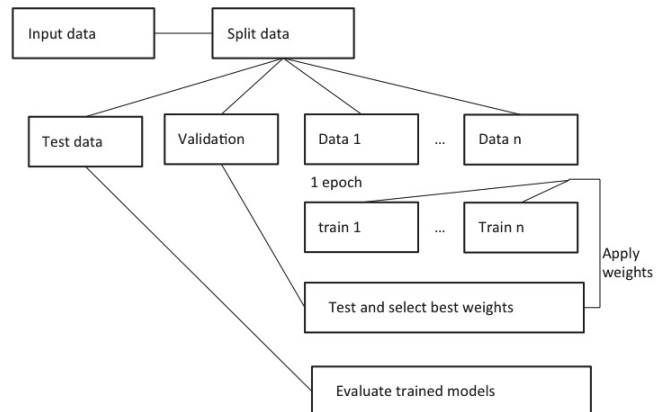 Input data
Split data
Test data
Validation
Data 1
...
Data n
1 epoch
train 1
...
Train n
Apply
weights
Test and select best weights
Evaluate trained models